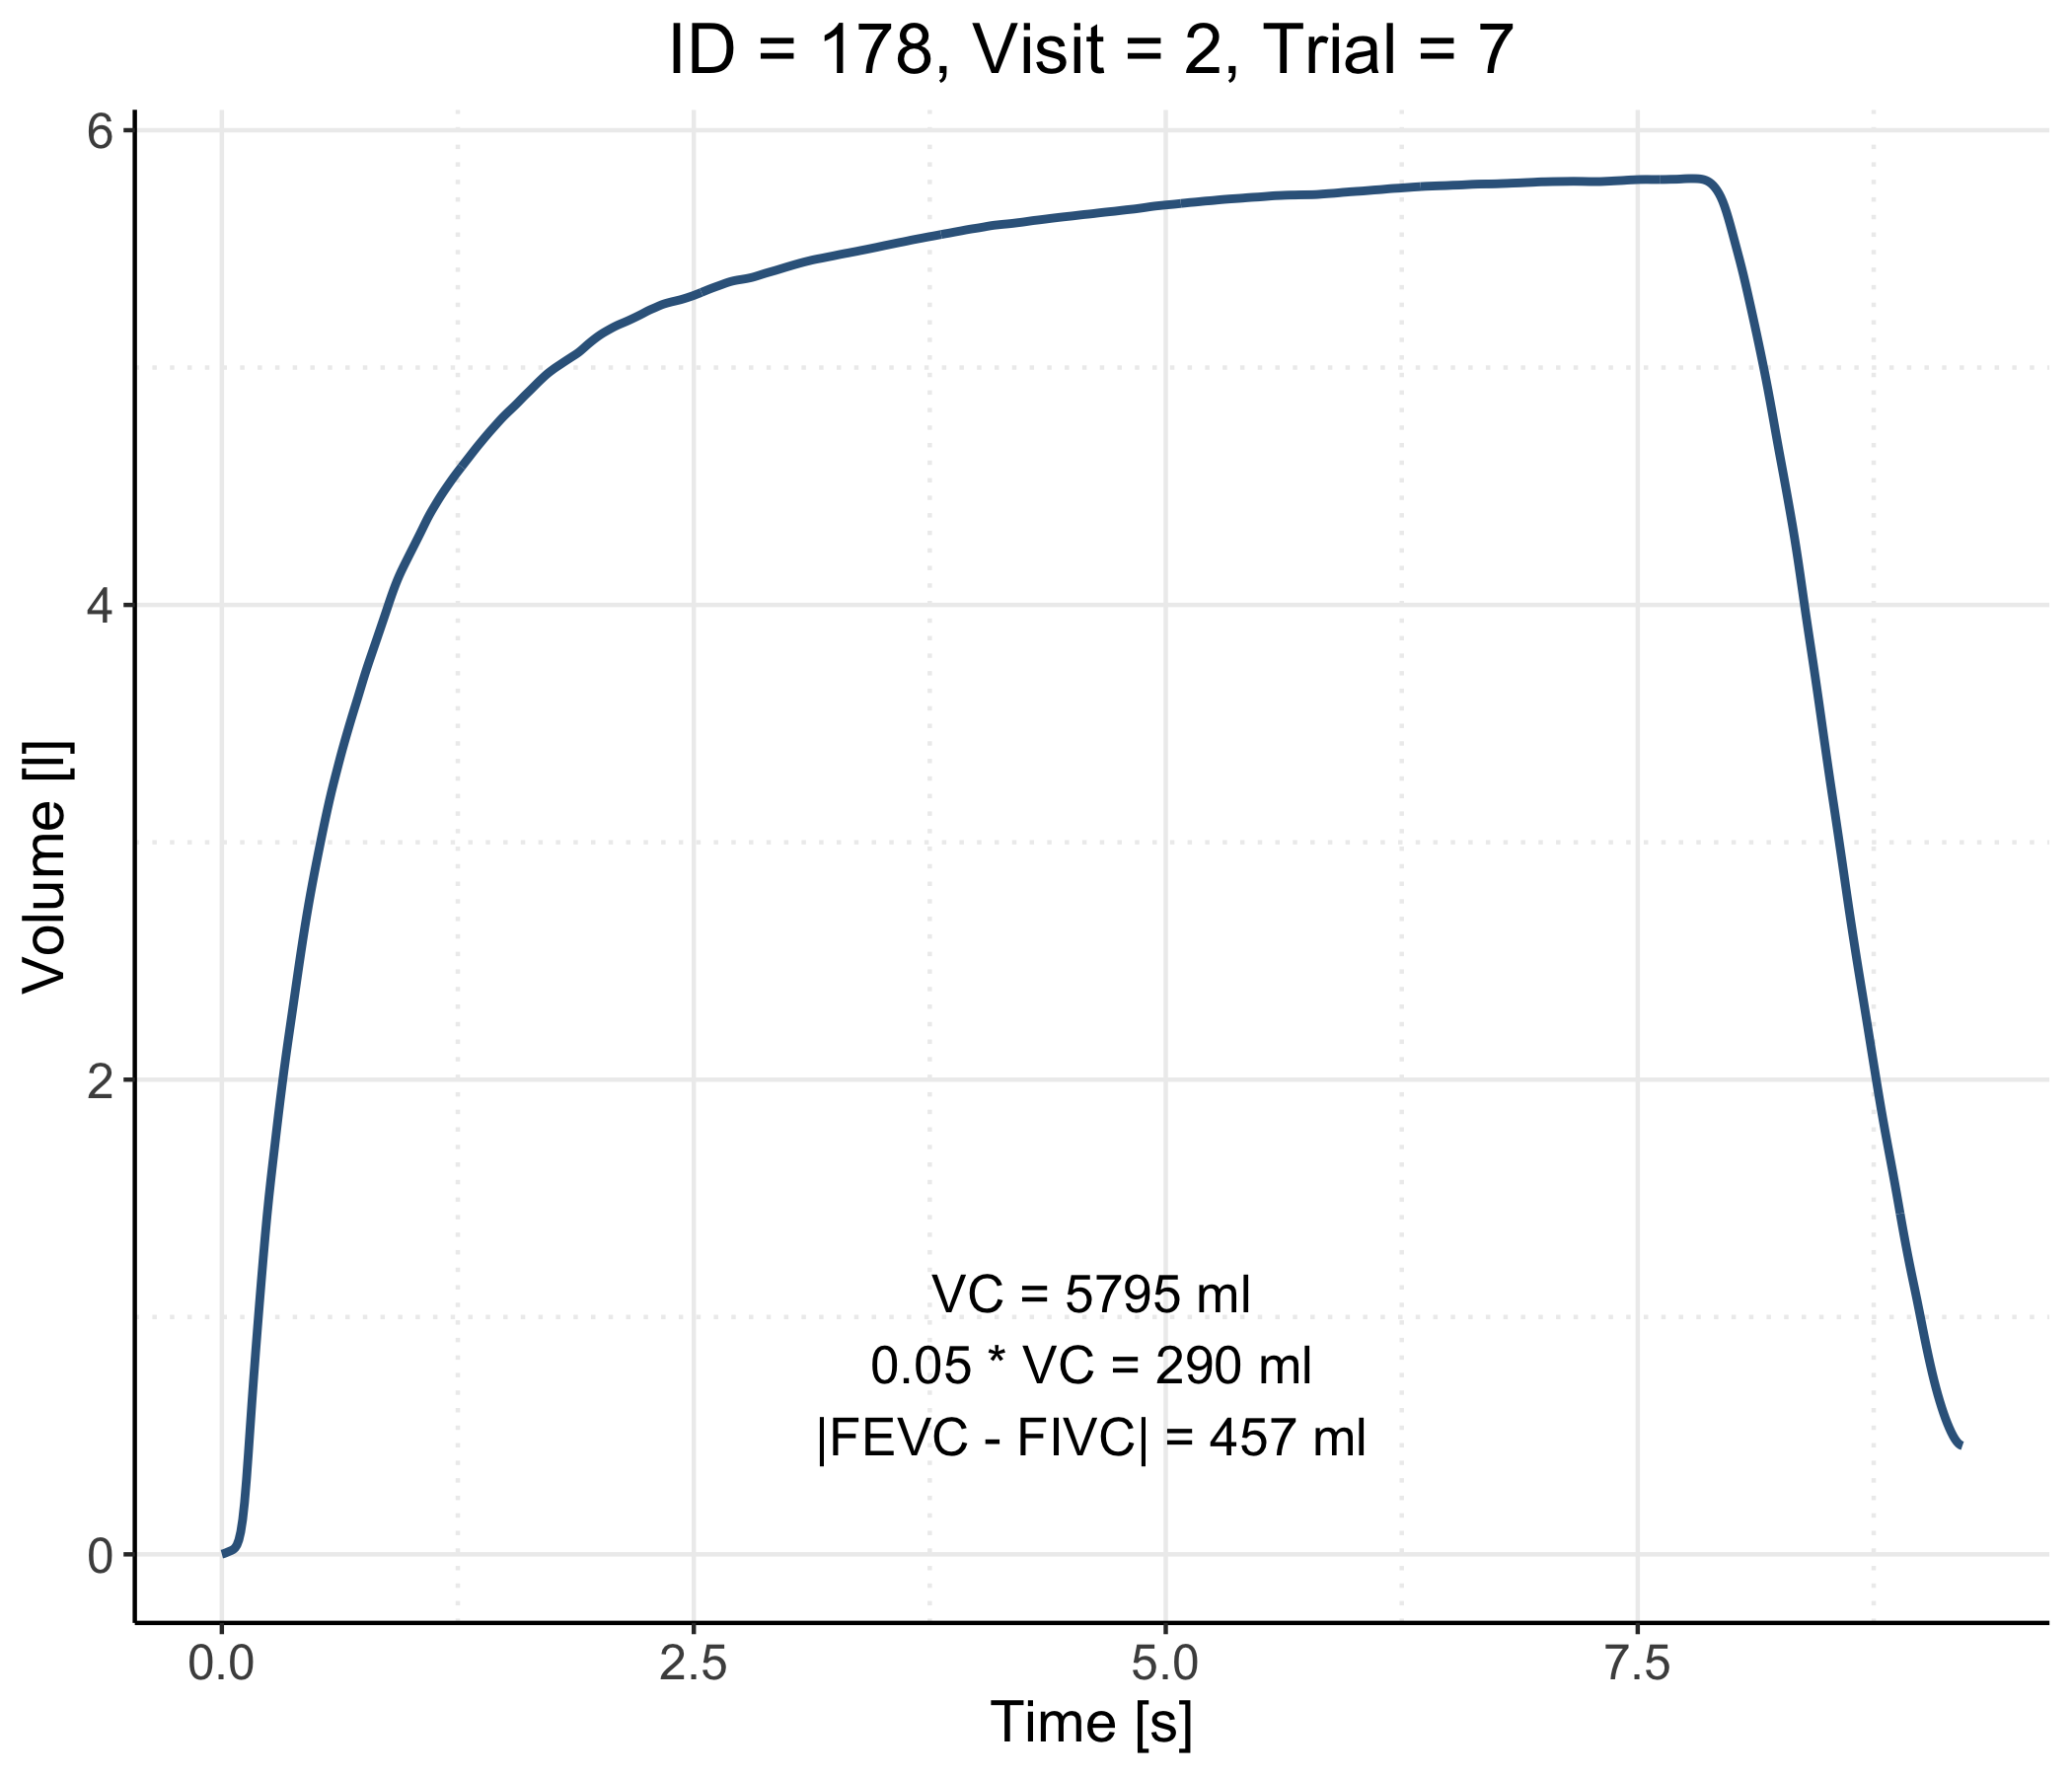 ID = 178, Visit = 2, Trial = 7
6
4
2
0
Volume [l]
VC = 5795 ml
0.05 * VC = 290 ml
|FEVC - FIVC| = 457 ml
0.0 2.5 5.0 7.5
Time [s]